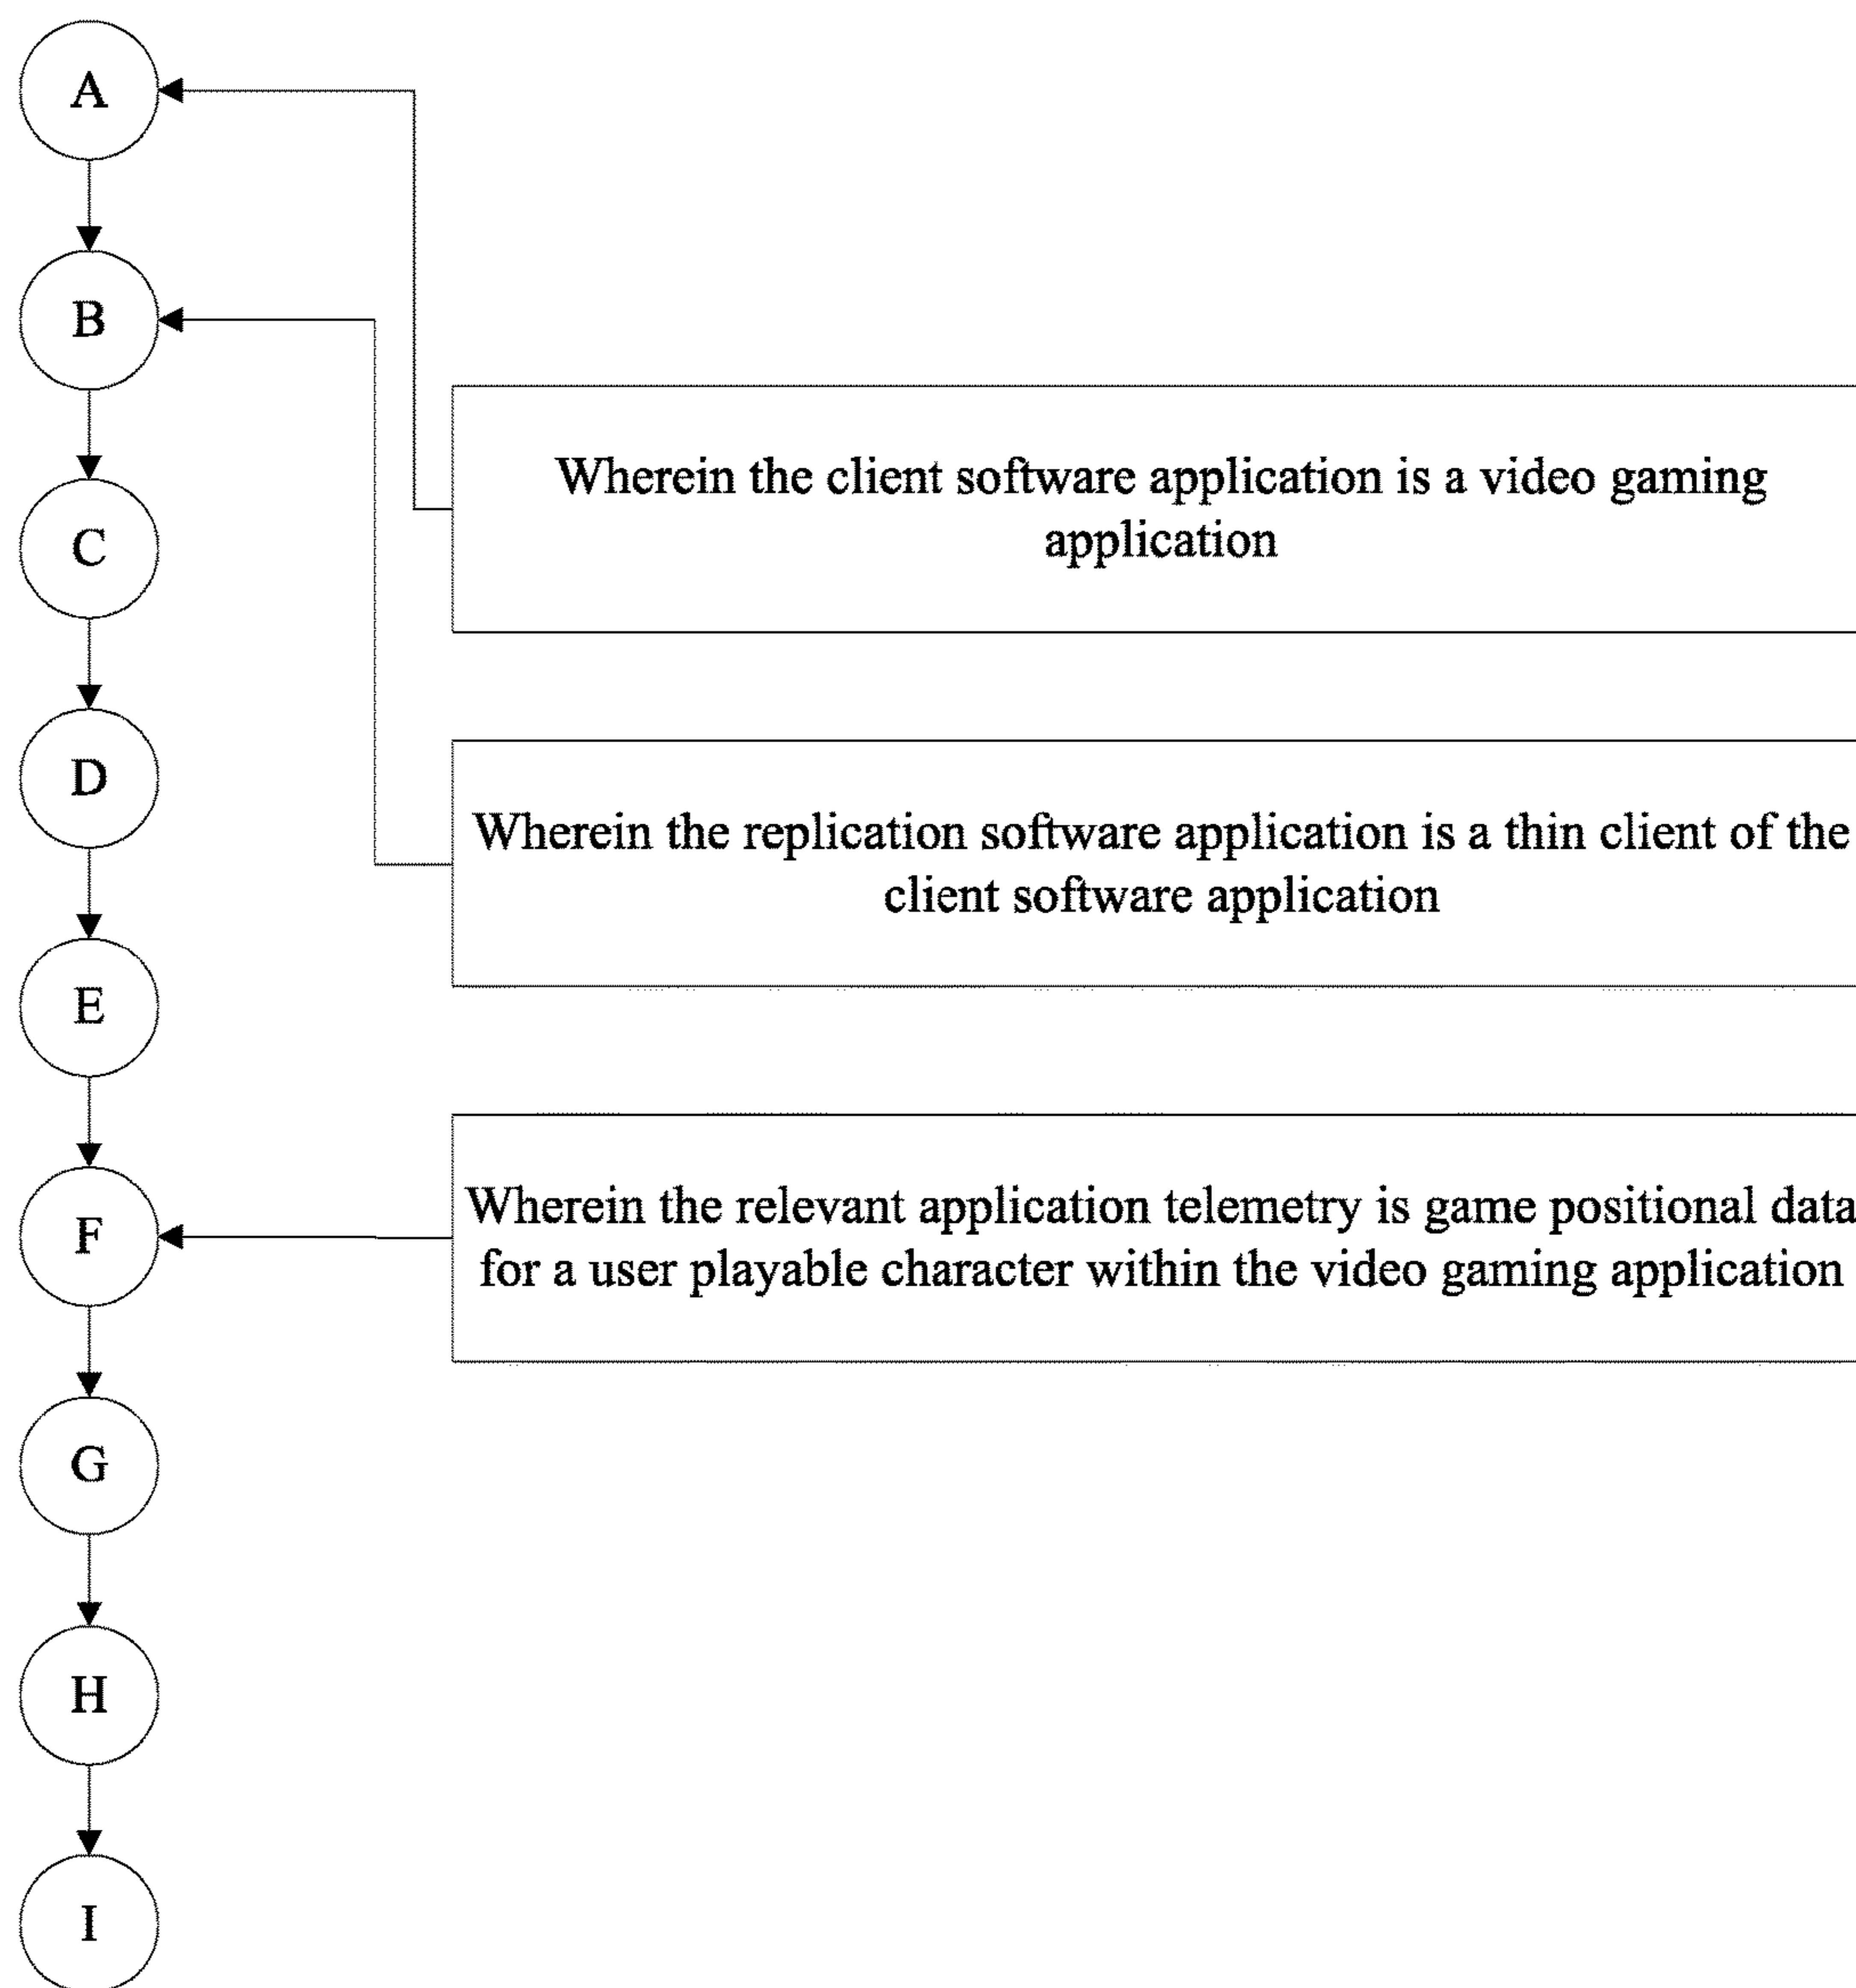 A
B
Wherein the client software application is a video gaming
application
C
D
Wherein the replication software application is a thin client of the
client software application
E
F
Wherein the relevant application telemetry is game positional data
for a user playable character within the video gaming application
G
H
I